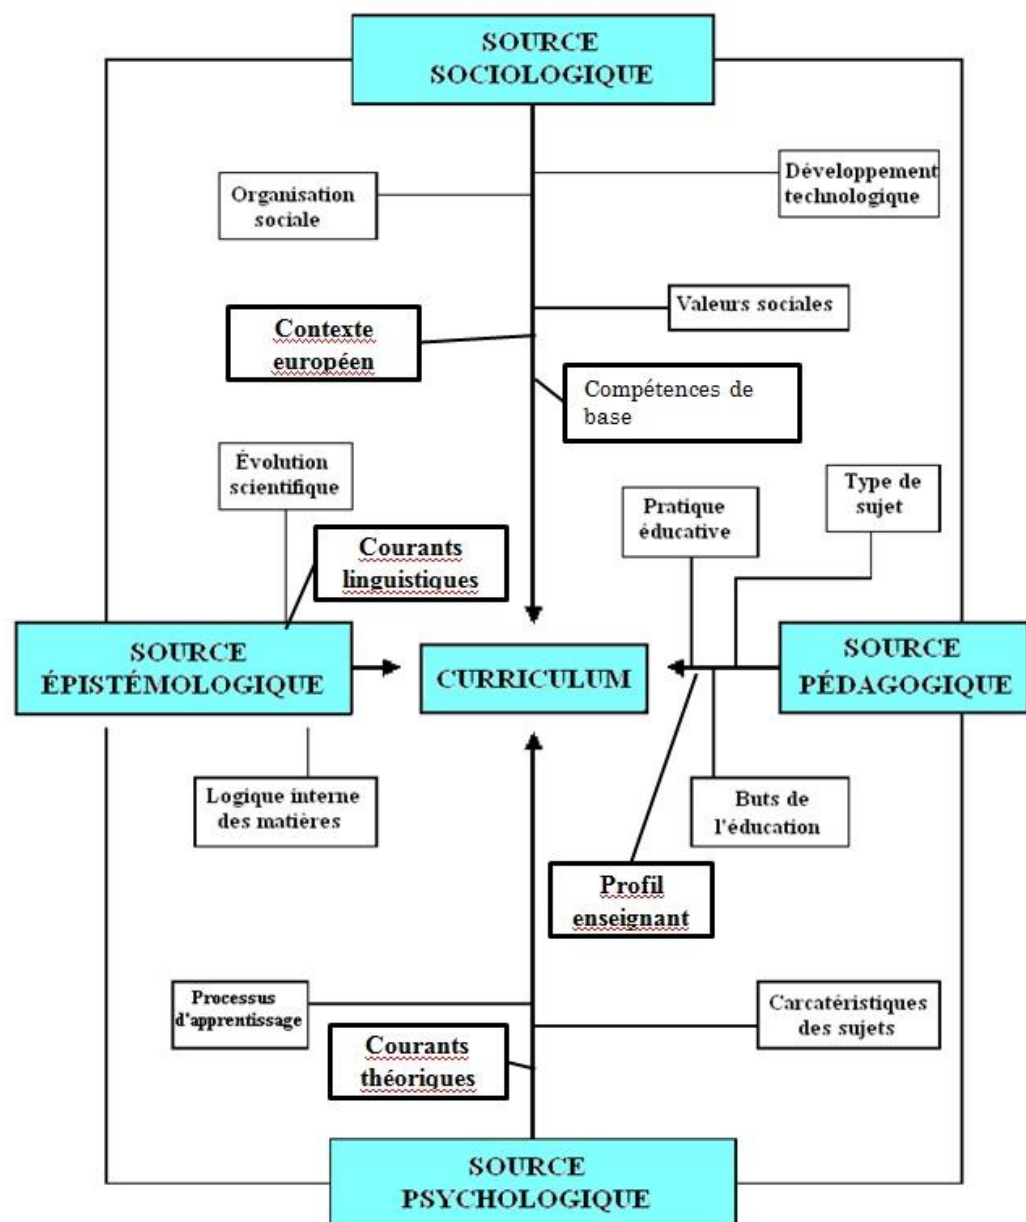 SOURCE
SOCIOLOGIQUE
Développement
technologique
Organisation
sociale
Valeurs sociales
Contexte
européen
Compétences de
base
Évolution
scientifique
Type de
sujet
Pratique
éducative
Courants
linguistiques
SOURCE
ÉPISTÉMOLOGIQUE
CURRICULUM
SOURCE
PÉDAGOGIQUE
Logique interne
des matières
Buts de
l'éducation
Profil
enseignant
Processus
d'apprentissage
Carcatéristiques
des sujets
Courants
théoriques
SOURCE
PSYCHOLOGIQUE